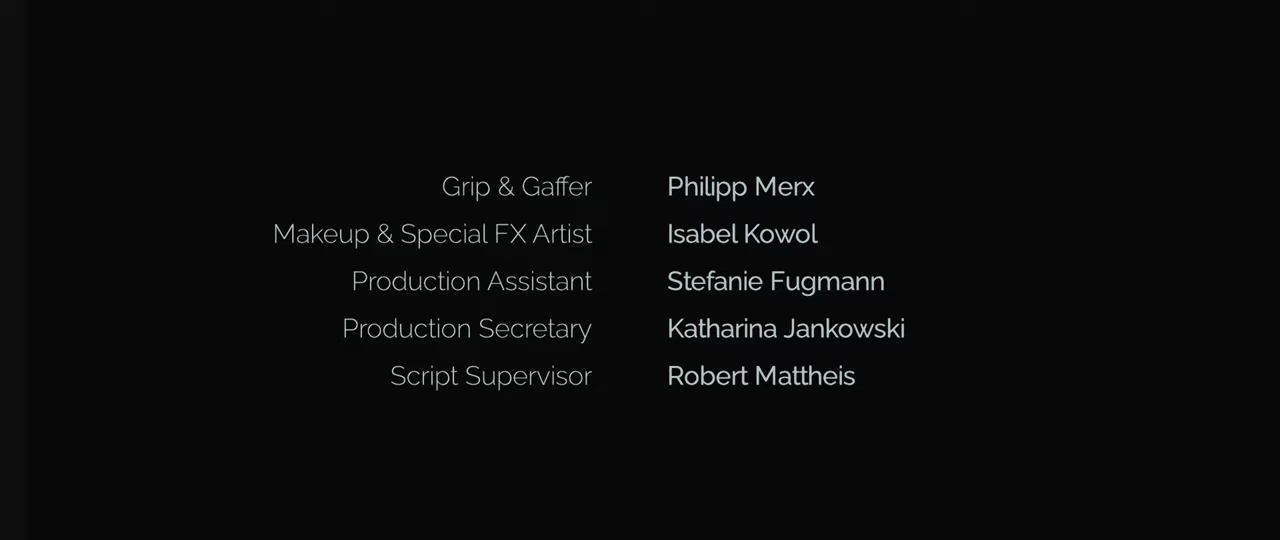 Grip & Gaffer Philipp Merx
Makeup & Special FX Artist Isabel Kowol
Production Assistant Stefanie Fugmann
Production Secretary Katharina Jankowski
Script Supervisor Robert Mattheis